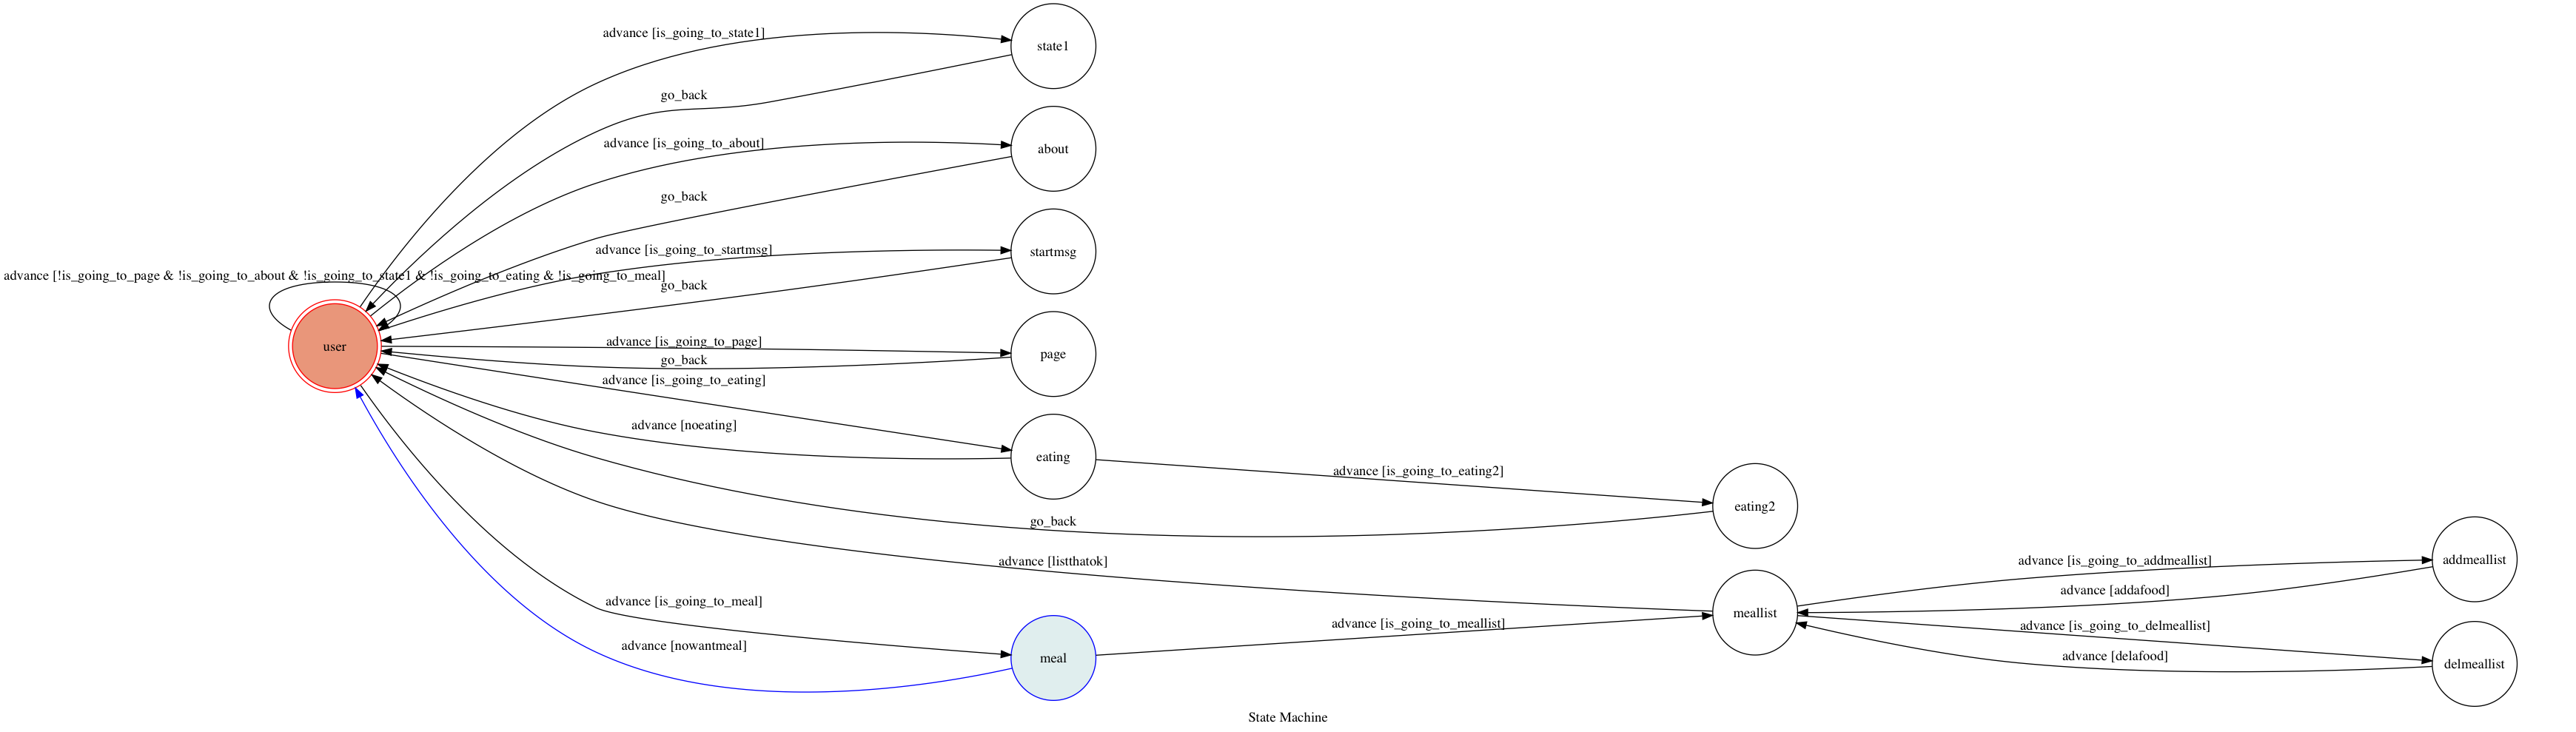 advance [is_going_to_state1]
state1
go_back
advance [is_going_to_about]
about
go_back
advance [is_going_to_startmsg]
startmsg
advance [!is_going_to_page & !is_going_to_about & !is_going_to_state1 & !is_going_to_eating & !is_going_to_meal]
go_back
user
advance [is_going_to_page]
page
go_back
advance [is_going_to_eating]
advance [noeating]
eating
advance [is_going_to_eating2]
eating2
go_back
advance [listthatok]
advance [is_going_to_addmeallist]
addmeallist
advance [addafood]
advance [is_going_to_meal]
meallist
advance [is_going_to_meallist]
advance [is_going_to_delmeallist]
advance [nowantmeal]
meal
advance [delafood]
delmeallist
State Machine